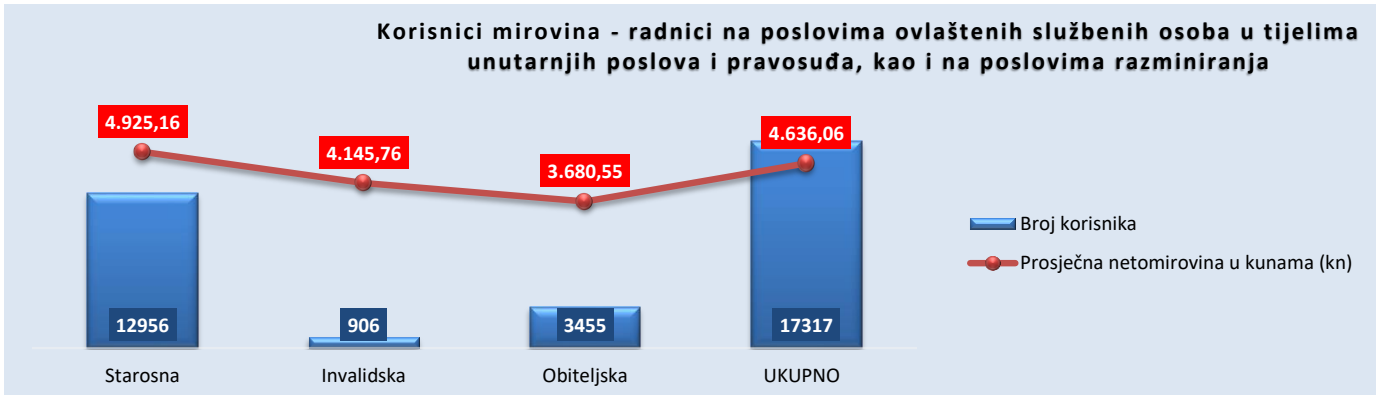 Korisnici mirovina - radnici na poslovima ovlaštenih službenih osoba u tijelima
unutarnjih poslova i pravosuđa, kao i na poslovima razminiranja
4.925,16
4.145,76
3.680,55
4.636,06
12956
906
3455
17317
Starosna
Invalidska
Obiteljska
UKUPNO
Broj korisnika
Prosječna netomirovina u kunama (kn)